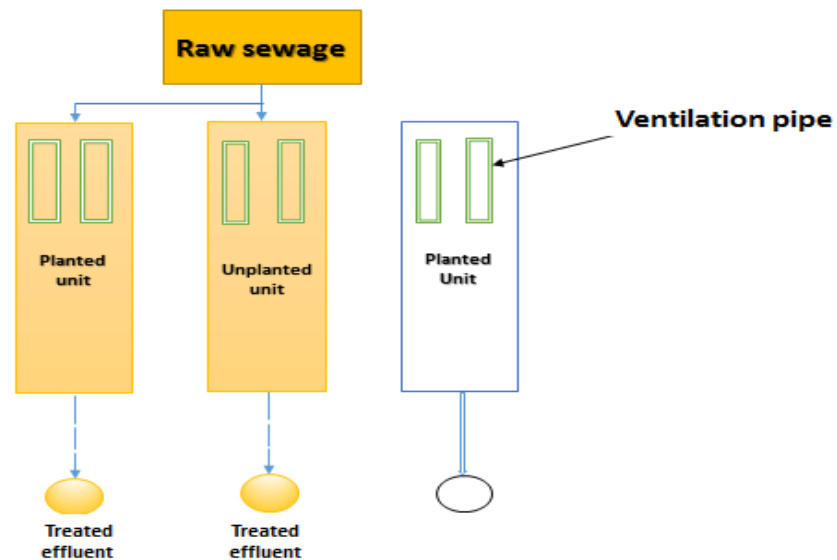 Raw sewage
Ventilation pipe
Planted
unit
Unplanted
unit
Planted
Unit
Treated
effluent
Treated
effluent